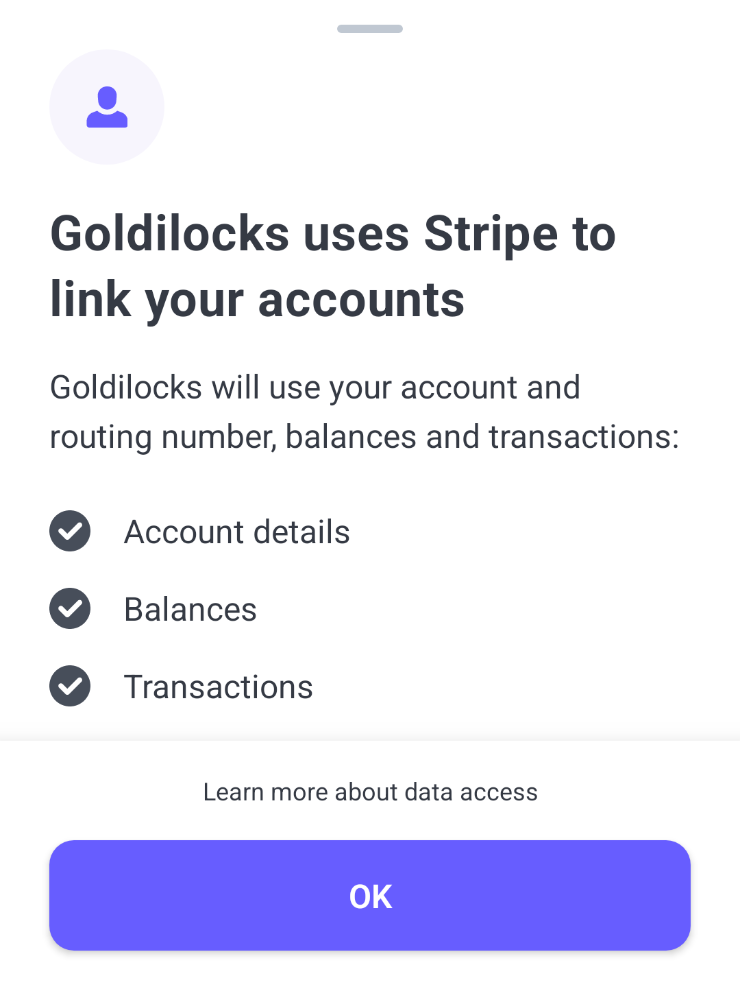 Goldilocks uses Stripe to
link your accounts
Goldilocks will use your account and
routing number, balances and transactions:
Account details
Balances
Transactions
Learn more about data access
OK